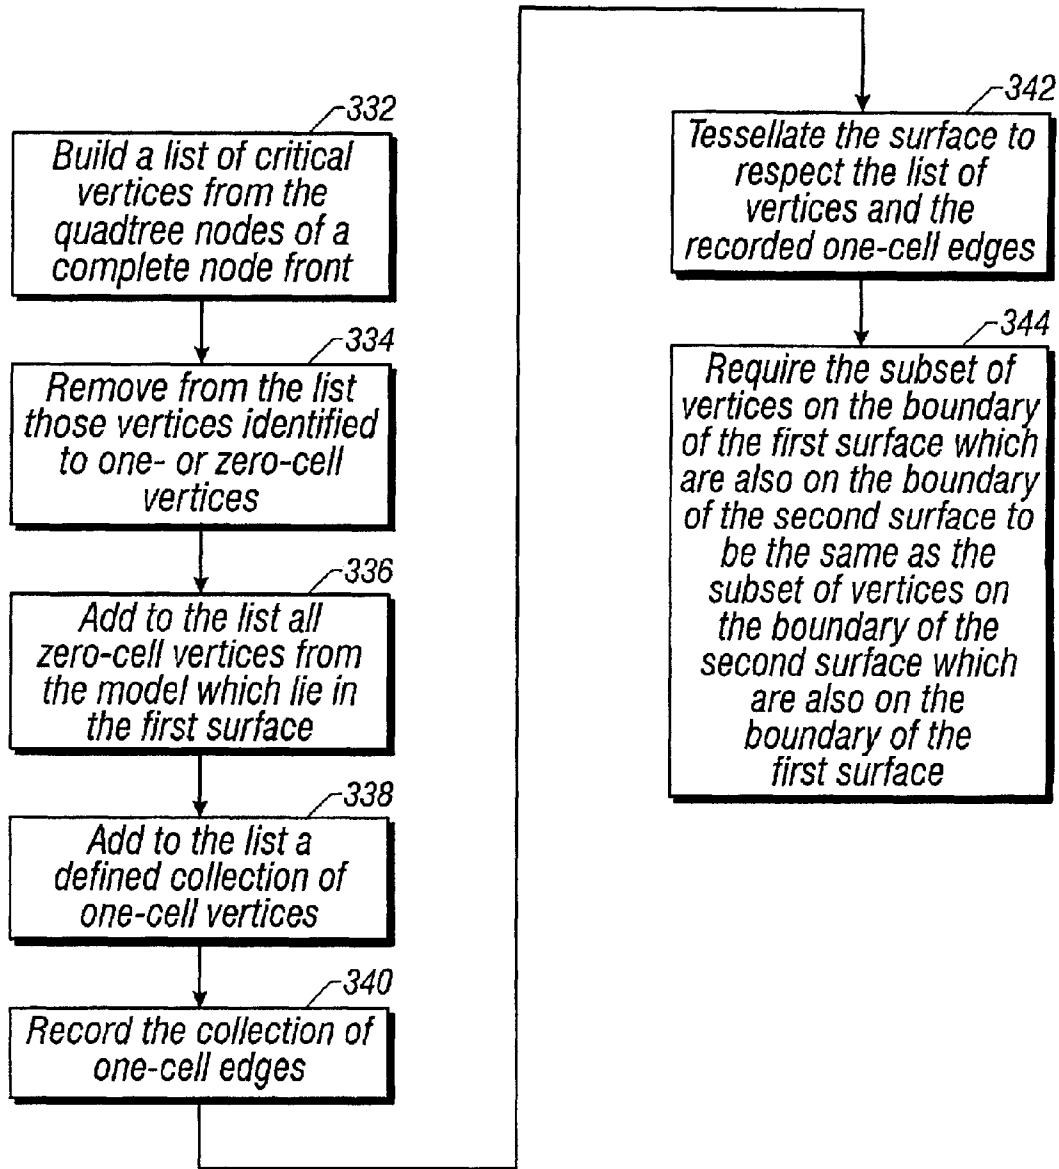 332
Build a list of critical
vertices from the
quadtree nodes of a
complete node front
334
Remove from the list
those vertices identified
to one- or zero-cell
vertices
336
Add to the list all
zero-cell vertices from
the model which lie in
the first surface
338
Add to the list a
defined collection of
one-cell vertices
340
Record the collection of
one-cell edges
342
Tessellate the surface to
respect the list of
vertices and the
recorded one-cell edges
344
Require the subset of
vertices on the boundary
of the first surface which
are also on the boundary
of the second surface to
be the same as the
subset of vertices on
the boundary of the
second surface which
are also on the
boundary of the
first surface